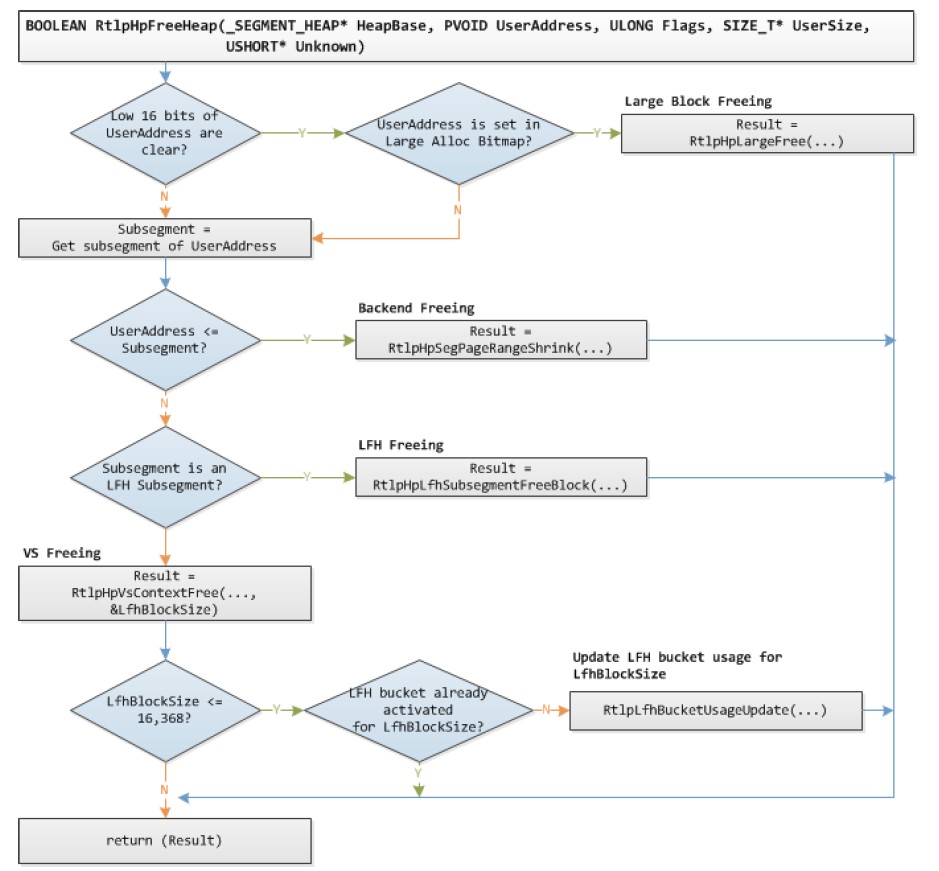 BOOLEAN RtlpHpFreeHeap(_SEGMENT_HEAP* HeapBase, PVOID UserAddress, ULONG Flags, SIZE_T* UserSize,
USHORT* Unknown)
Low 16 bits of
UserAddress are
clear?
Y
UserAddress is set in
Large Alloc Bitmap?
Y
Large Block Freeing
Result =
RtlpHpLargeFree(...)
N
N
Subsegment =
Get subsegment of UserAddress
UserAddress <=
Subsegment?
Y
Backend Freeing
Result =
RtlpHpSegPageRangeShrink(...)
N
Subsegment is an
LFH Subsegment?
Y
LFH Freeing
Result =
RtlpHpLfhSubsegmentFreeBlock(...)
N
VS Freeing
Result =
RtlpHpVsContextFree(...,
&LfhBlockSize)
LfhBlockSize <=
16,368?
Y
LFH bucket already
activated
for LfhBlockSize?
N
Update LFH bucket usage for
LfhBlockSize
RtlpLfhBucketUsageUpdate(...)
Y
N
return (Result)